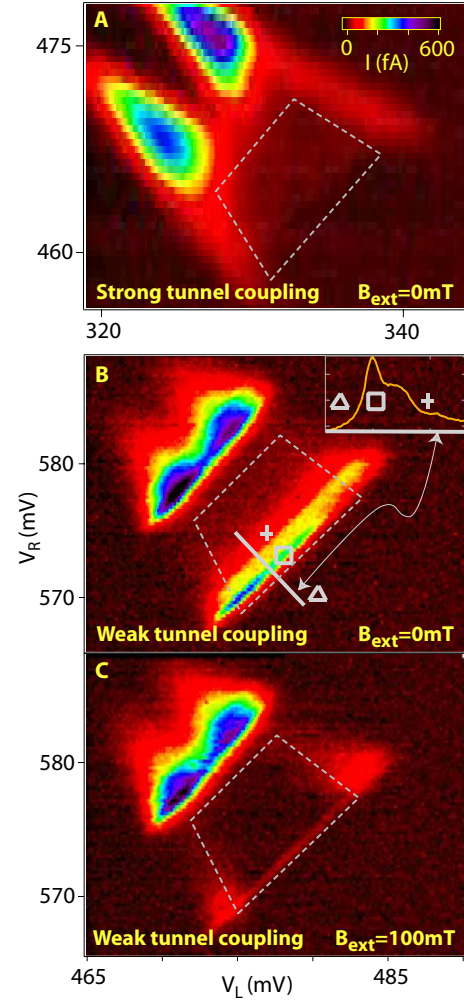 A
0 600
I (fA)
475
460
Strong tunnel coupling B_ext=0mT
320 340
B
580
570
V_R (mV)
Weak tunnel coupling B_ext=0mT
C
580
570
Weak tunnel coupling B_ext=100mT
465 485
V_L (mV)